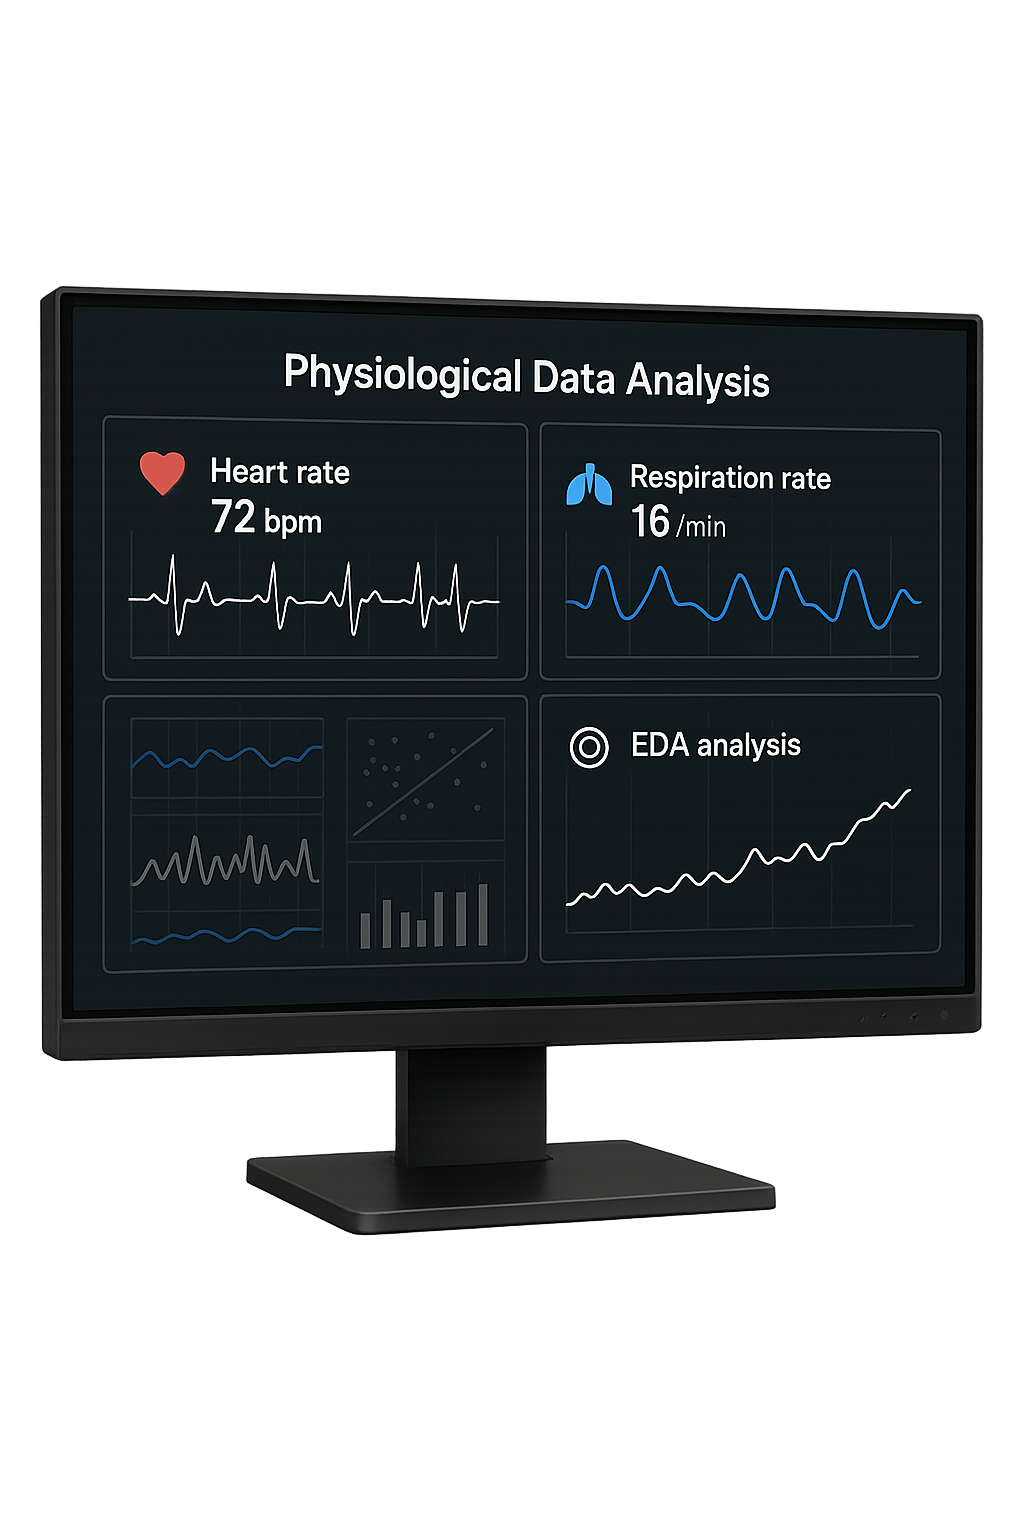 Physiological Data Analysis
Heart rate
72 bpm
Respiration rate
16 /min
EDA analysis